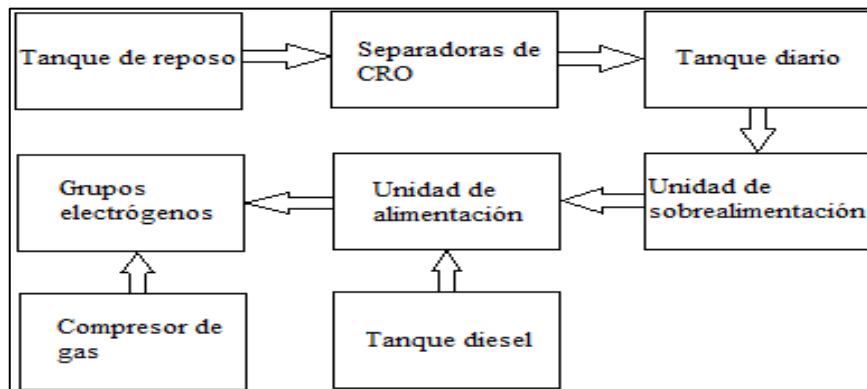 Tanque de reposo
Separadoras de
CRO
Tanque diario
Grupos
electrógenos
Unidad de
alimentación
Unidad de
sobrealimentación
Compresor de
gas
Tanque diesel